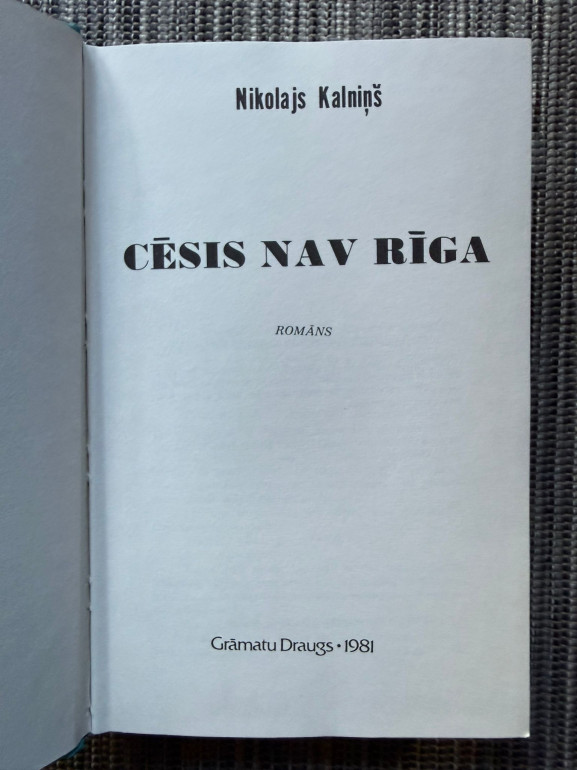 Nikolajs Kalniņš
CĒSIS NAV RĪGA
ROMĀNS
Grāmatu Draugs • 1981